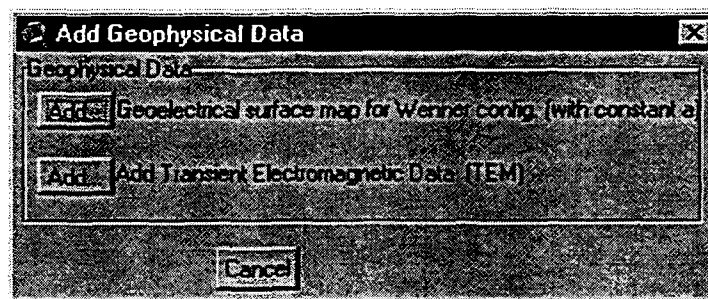 Add Geophysical Data
Geophysical Data
Add... Geoelectrical surface map for Wenner config. (with constant a)
Add... Add Transient Electromagnetic Data (TEM)
Cancel